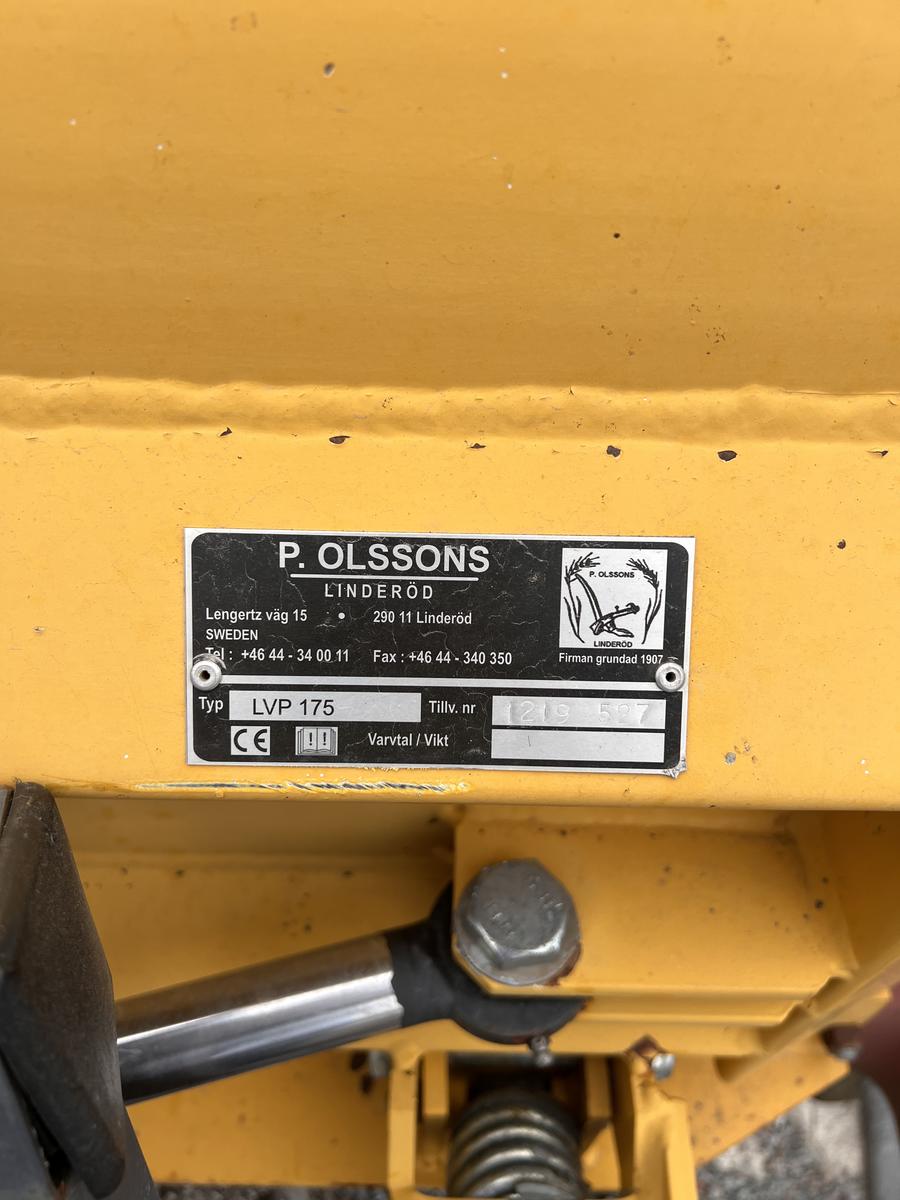 P. OLSSONS
LINDERÖD
Lengertz väg 15 • 290 11 Linderöd
SWEDEN
Tel : +46 44 - 34 00 11 Fax : +46 44 - 340 350
P. OLSSONS
LINDERÖD
Firman grundad 1907
Typ LVP 175 Tillv. nr 1219 527
CE !! Varvtal / Vikt